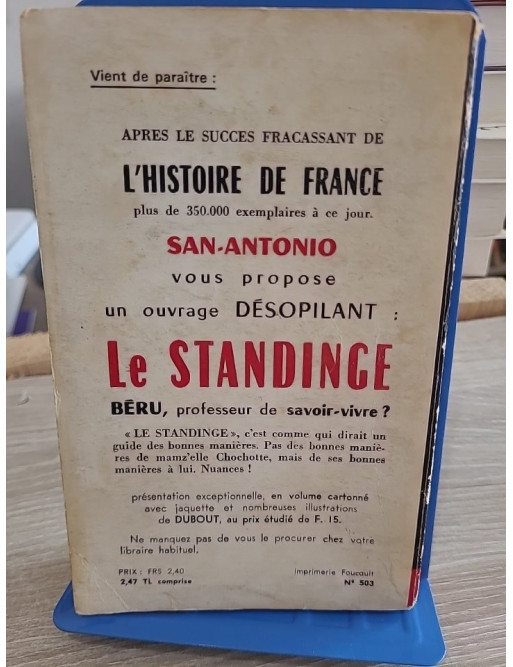 Vient de paraître :
APRES LE SUCCES FRACASSANT DE
L'HISTOIRE DE FRANCE
plus de 350.000 exemplaires à ce jour.
SAN-ANTONIO
vous propose
un ouvrage DÉSOPILANT :
Le STANDINGE
BÉRU, professeur de savoir-vivre ?
« LE STANDINGE », c'est comme qui dirait un
guide des bonnes manières. Pas des bonnes maniè-
res de mamz'elle Chochotte, mais de ses bonnes
manières à lui. Nuances !
présentation exceptionnelle, en volume cartonné
avec jaquette et nombreuses illustrations
de DUBOUT, au prix étudié de F. 15.
Ne manquez pas de vous le procurer chez votre
libraire habituel.
PRIX : FRS 2,40
2,47 TL comprise
Imprimerie Foucault
N° 503